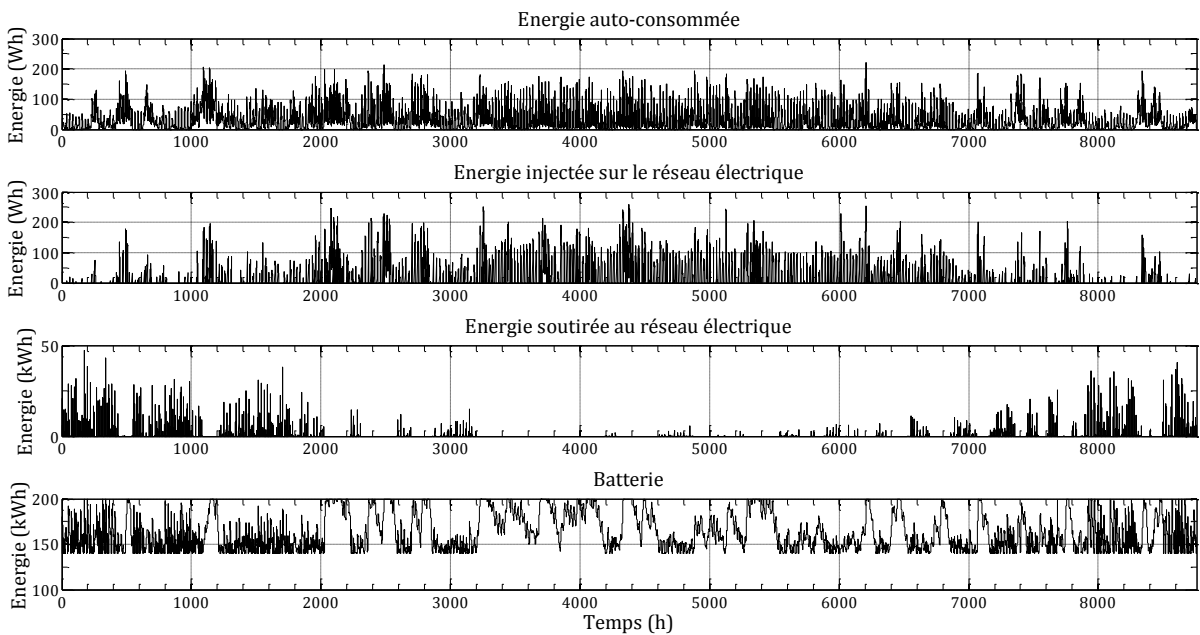 Energie auto-consommée
Energie (Wh)
300
200
100
0
0 1000 2000 3000 4000 5000 6000 7000 8000
Energie injectée sur le réseau électrique
Energie (Wh)
300
200
100
0
0 1000 2000 3000 4000 5000 6000 7000 8000
Energie soutirée au réseau électrique
Energie (kWh)
50
0
0 1000 2000 3000 4000 5000 6000 7000 8000
Batterie
Energie (kWh)
200
150
100
0 1000 2000 3000 4000 5000 6000 7000 8000
Temps (h)